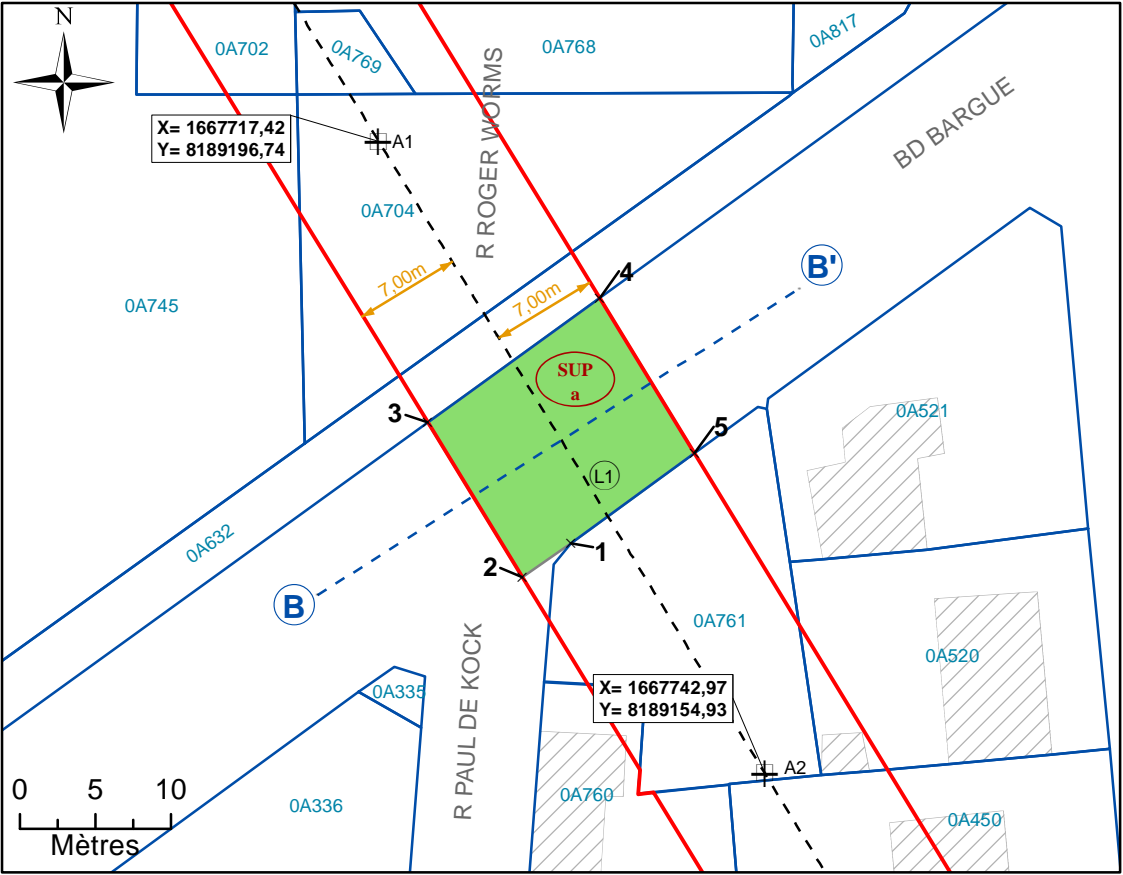 N
0A702
0A769
0A768
0A817
R ROGER WORMS
BD BARGUE
X= 1667717,42
Y= 8189196,74
A1
0A704
0A745
7,00m
7,00m
4
B'
SUP
a
3
5
0A521
L1
0A632
1
2
B
0A761
0A520
R PAUL DE KOCK
0A335
X= 1667742,97
Y= 8189154,93
A2
0 5 10
Mètres
0A336
0A760
0A450